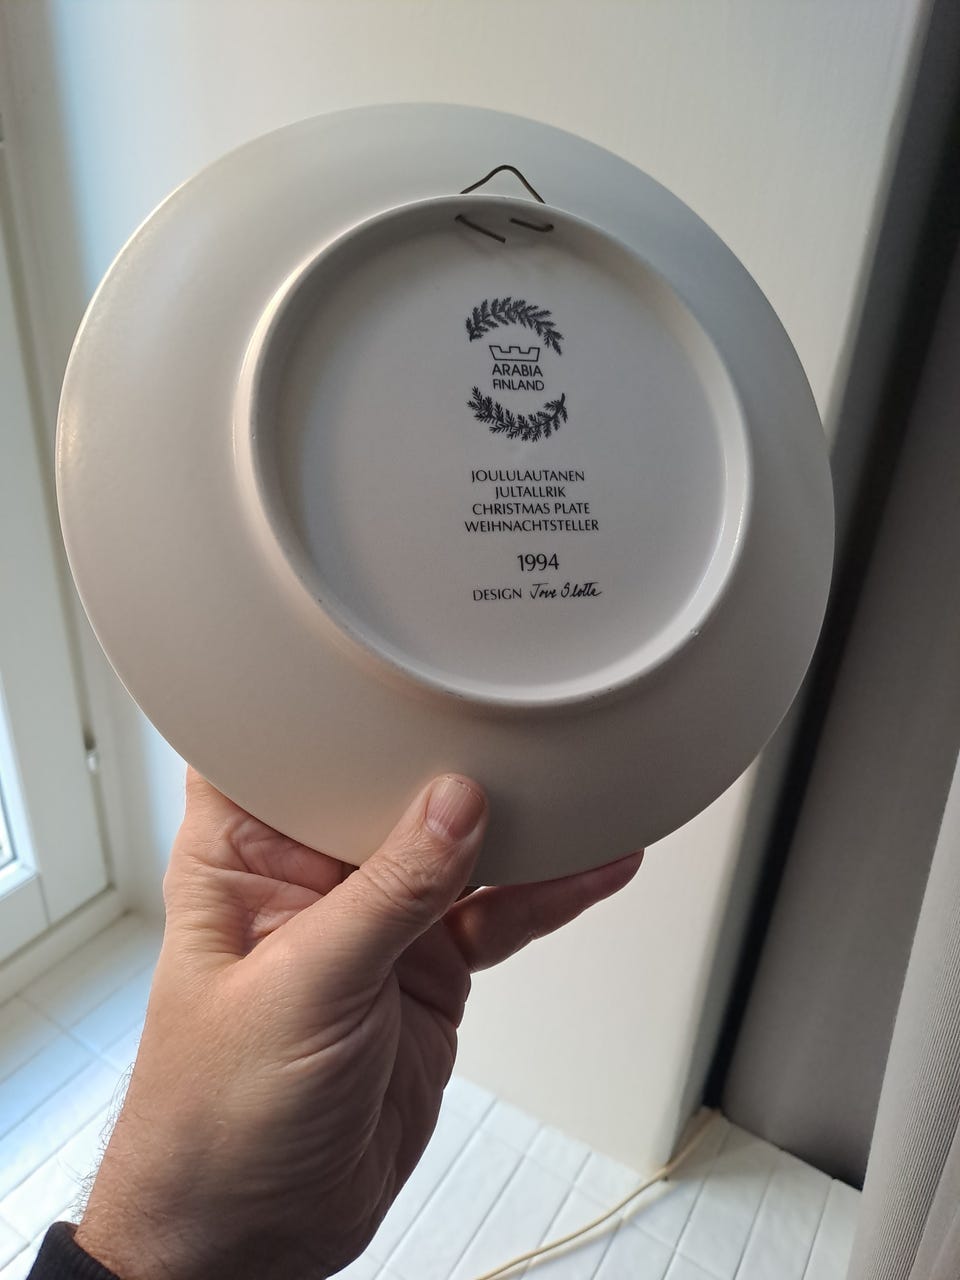 ARABIA
FINLAND
JOULULAUTANEN
JULTALLRIK
CHRISTMAS PLATE
WEIHNACHTSTELLER
1994
DESIGN Tove Slotte